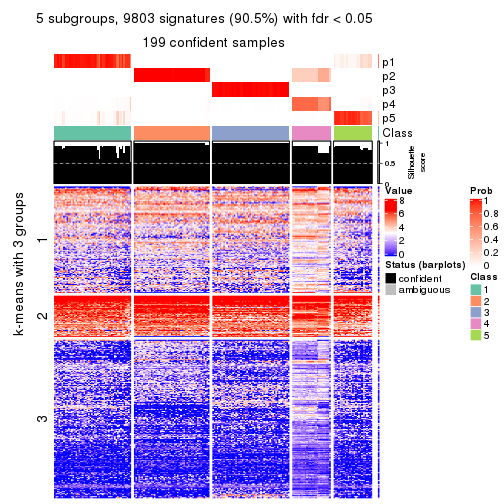 5 subgroups, 9803 signatures (90.5%) with fdr < 0.05
199 confident samples
p1
p2
p3
p4
p5
Class
1
0.5
0
Silhouette
score
k-means with 3 groups
1
2
3
Value
8
6
4
2
0
Status (barplots)
confident
ambiguous
Prob
1
0.8
0.6
0.4
0.2
0
Class
1
2
3
4
5